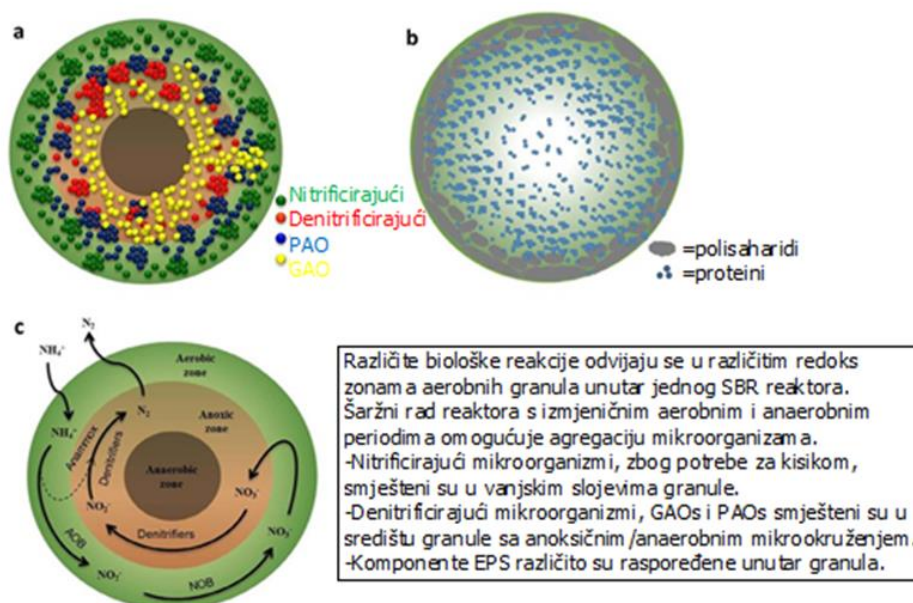 a
b
Nitrificirajući
Denitrificirajući
PAO
GAO
=polisaharidi
=proteini
c
N₂
NH₄⁺
Aerobic
zone
NH₄⁺
N₂
Anoxic
zone
Anammox
Denitrifiers
Anaerobic
zone
NO₂⁻
NO₃⁻
Denitrifiers
AOB
NO₂⁻
NOB
NO₃⁻
Različite biološke reakcije odvijaju se u različitim redoks
zonama aerobnih granula unutar jednog SBR reaktora.
Šaržni rad reaktora s izmjeničnim aerobnim i anaerobnim
periodima omogućuje agregaciju mikroorganizama.
-Nitrificirajući mikroorganizmi, zbog potrebe za kisikom,
smješteni su u vanjskim slojevima granule.
-Denitrificirajući mikroorganizmi, GAOs i PAOs smješteni su u
središtu granule sa anoksičnim/anaerobnim mikrookruženjem.
-Komponente EPS različito su raspoređene unutar granula.